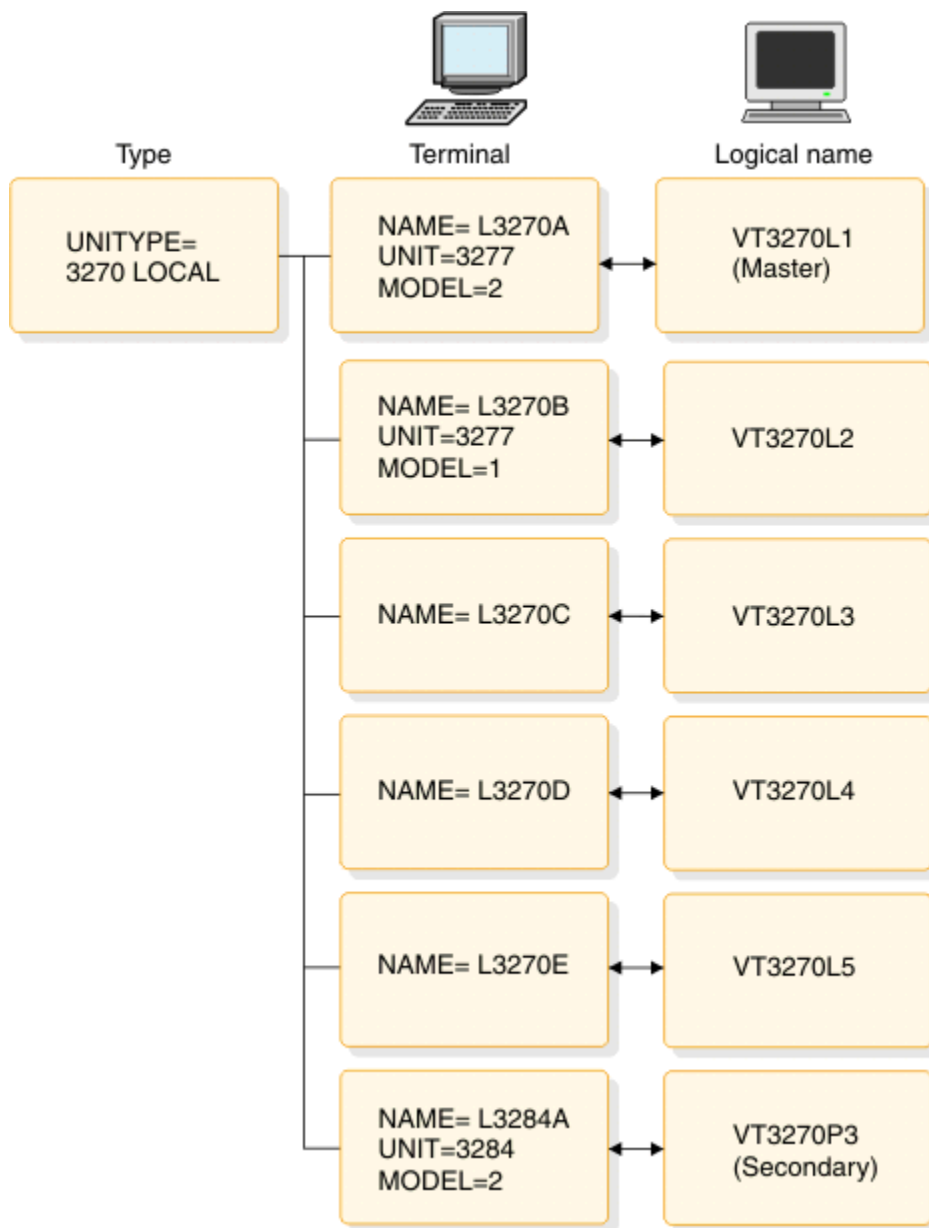 Type
Terminal
Logical name
UNITYPE=
3270 LOCAL
NAME= L3270A
UNIT=3277
MODEL=2
VT3270L1
(Master)
NAME= L3270B
UNIT=3277
MODEL=1
VT3270L2
NAME= L3270C
VT3270L3
NAME= L3270D
VT3270L4
NAME= L3270E
VT3270L5
NAME= L3284A
UNIT=3284
MODEL=2
VT3270P3
(Secondary)